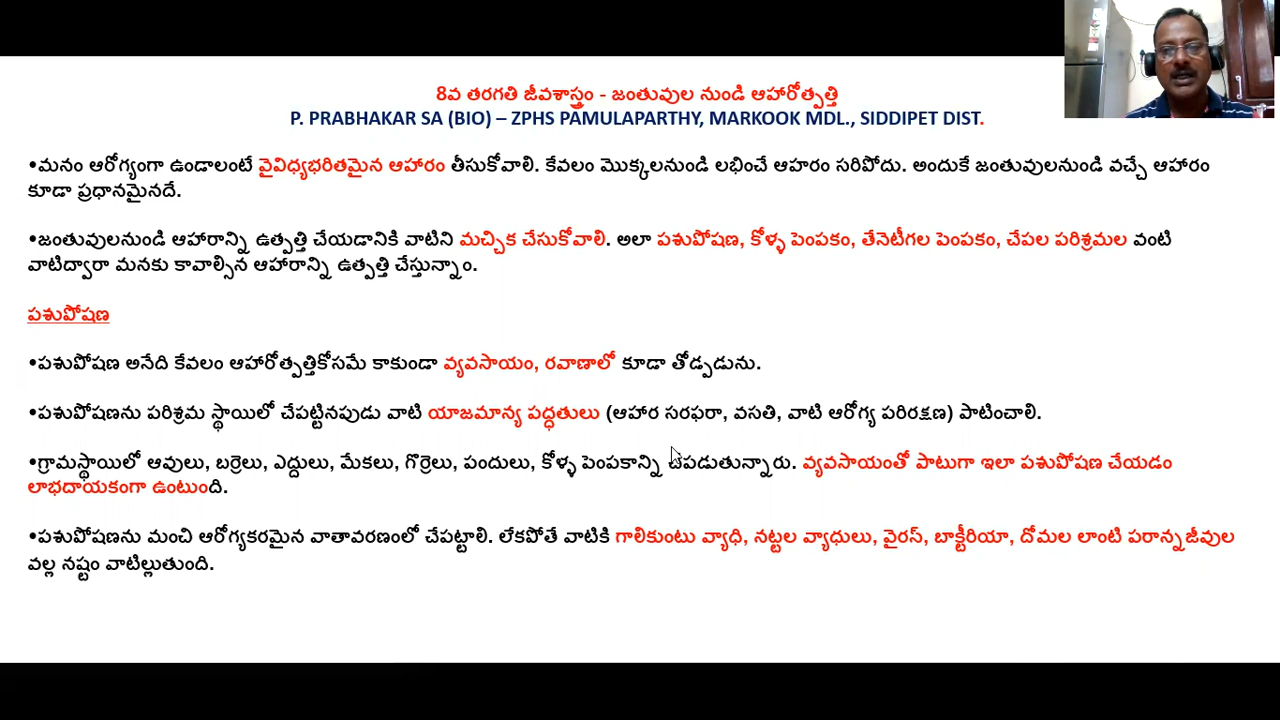 8వ తరగతి జీవశాస్త్రం - జంతువుల నుండి ఆహారోత్పత్తి
P. PRABHAKAR SA (BIO) – ZPHS PAMULAPARTHY, MARKOOK MDL., SIDDIPET DIST.
•మనం ఆరోగ్యంగా ఉండాలంటే వైవిధ్యభరితమైన ఆహారం తీసుకోవాలి. కేవలం మొక్కలనుండి లభించే ఆహారం సరిపోదు. అందుకే జంతువులనుండి వచ్చే ఆహారం
కూడా ప్రధానమైనదే.
•జంతువులనుండి ఆహారాన్ని ఉత్పత్తి చేయడానికి వాటిని మచ్చిక చేసుకోవాలి. అలా పశుపోషణ, కోళ్ళ పెంపకం, తేనెటీగల పెంపకం, చేపల పరిశ్రమల వంటి
వాటిద్వారా మనకు కావాల్సిన ఆహారాన్ని ఉత్పత్తి చేస్తున్నాం.
పశుపోషణ
•పశుపోషణ అనేది కేవలం ఆహారోత్పత్తికోసమే కాకుండా వ్యవసాయం, రవాణాలో కూడా తోడ్పడును.
•పశుపోషణను పరిశ్రమ స్థాయిలో చేపట్టినపుడు వాటి యాజమాన్య పద్ధతులు (ఆహార సరఫరా, వసతి, వాటి ఆరోగ్య పరిరక్షణ) పాటించాలి.
•గ్రామస్థాయిలో ఆవులు, బర్రెలు, ఎద్దులు, మేకలు, గొర్రెలు, పందులు, కోళ్ళ పెంపకాన్ని చేపడుతున్నారు. వ్యవసాయంతో పాటుగా ఇలా పశుపోషణ చేయడం
లాభదాయకంగా ఉంటుంది.
•పశుపోషణను మంచి ఆరోగ్యకరమైన వాతావరణంలో చేపట్టాలి. లేకపోతే వాటికి గాలికుంటు వ్యాధి, నట్టల వ్యాధులు, వైరస్, బాక్టీరియా, దోమల లాంటి పరాన్నజీవుల
వల్ల నష్టం వాటిల్లుతుంది.